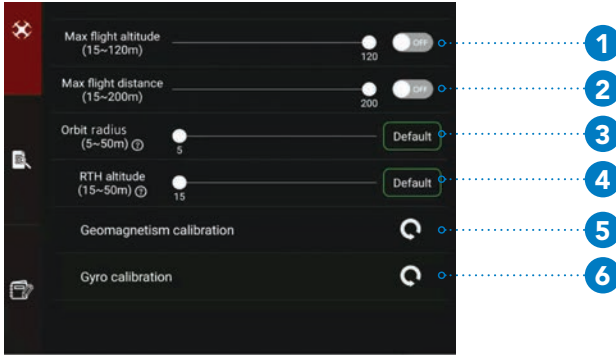 Max flight altitude
(15~120m)
120
OFF
1
Max flight distance
(15~200m)
200
OFF
2
Orbit radius
(5~50m) ?
5
Default
3
RTH altitude
(15~50m) ?
15
Default
4
Geomagnetism calibration
5
Gyro calibration
6